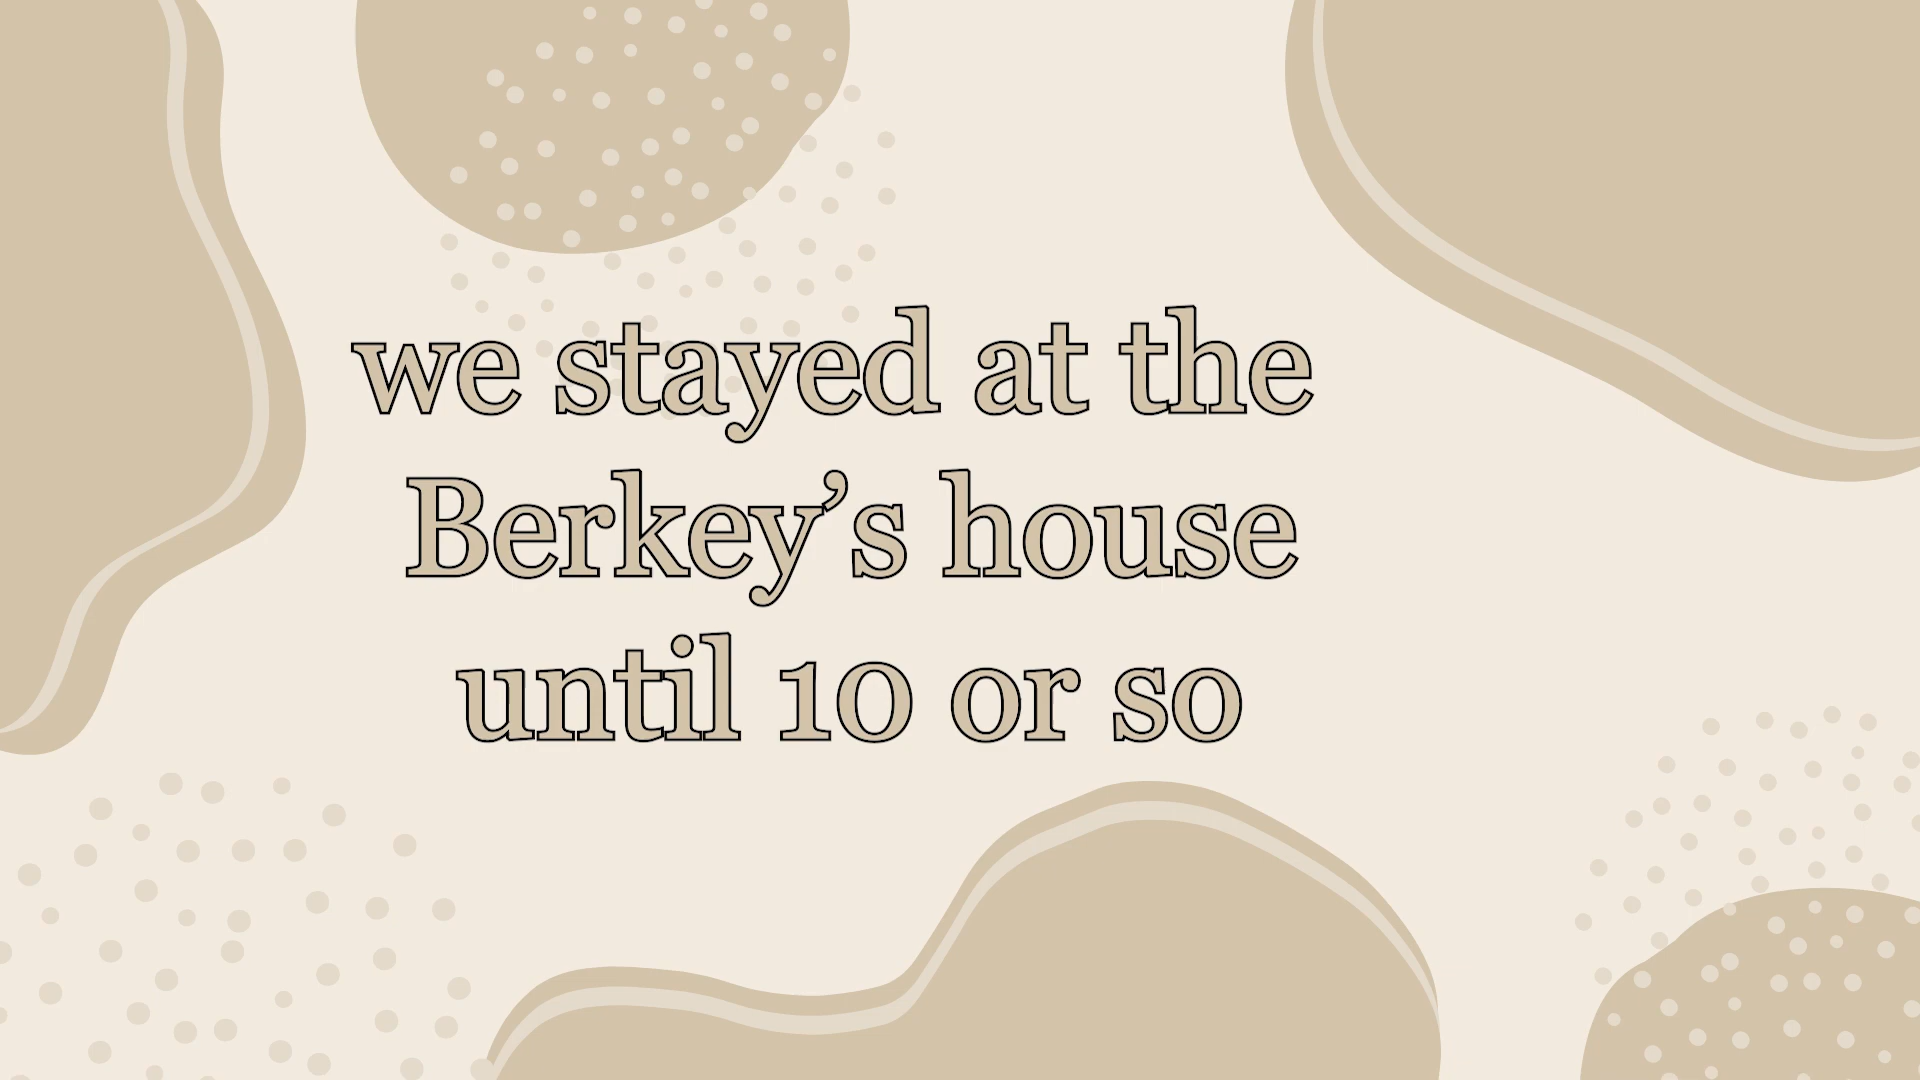 we stayed at the
Berkey’s house
until 10 or so